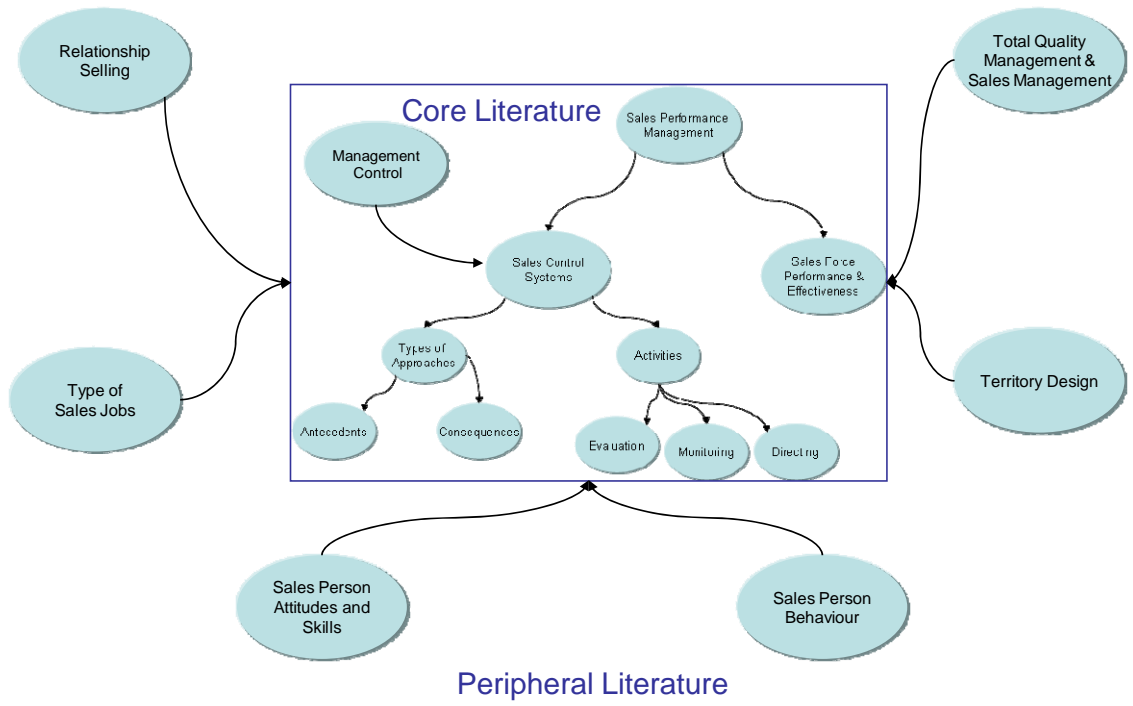 Relationship
Selling
Total Quality
Management &
Sales Management
Core Literature
Sales Performance
Management
Management
Control
Sales Control
Systems
Sales Force
Performance &
Effectiveness
Types of
Approaches
Activities
Type of
Sales Jobs
Territory Design
Antecedents
Consequences
Evaluation
Monitoring
Directing
Sales Person
Attitudes and
Skills
Sales Person
Behaviour
Peripheral Literature